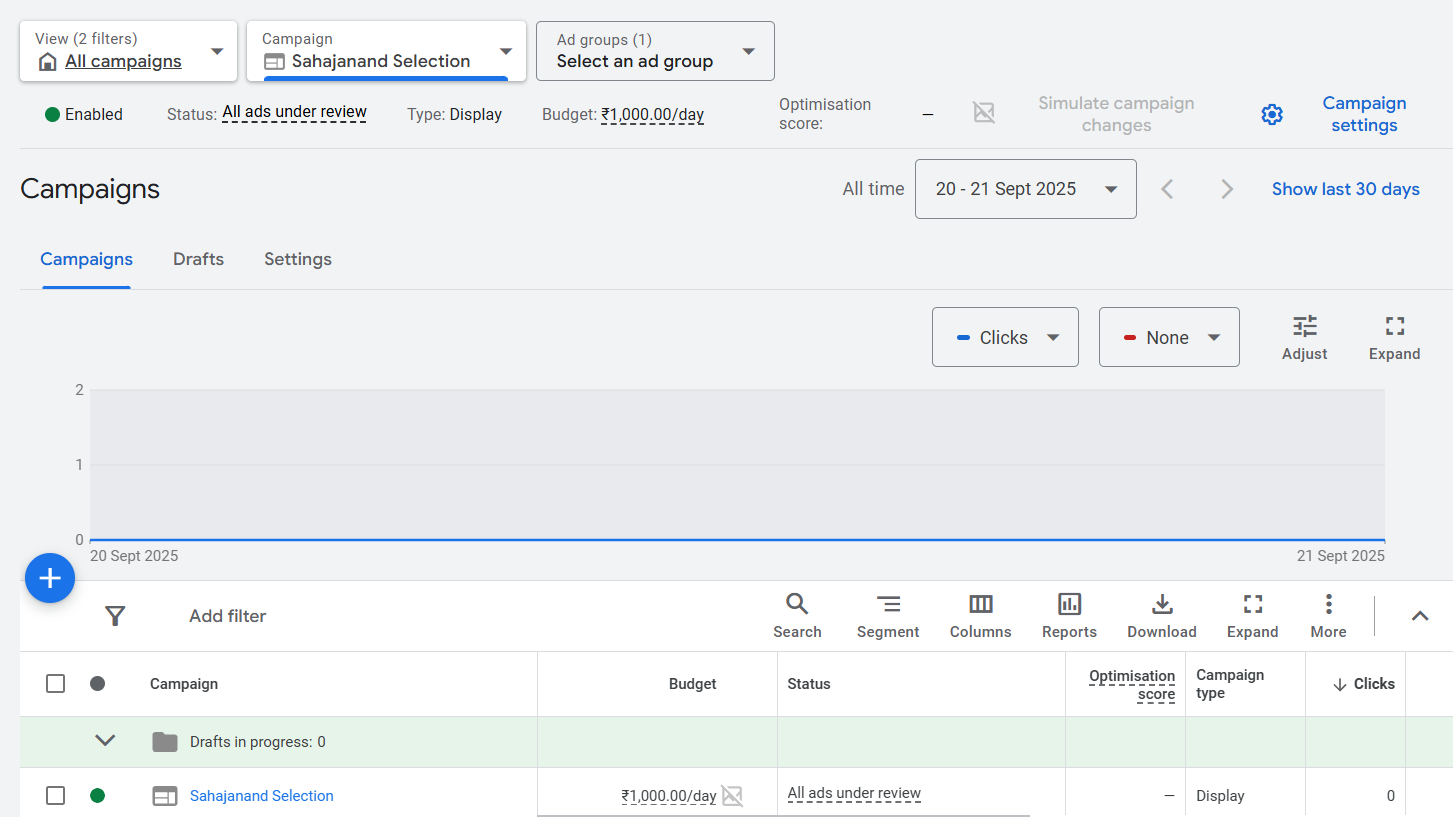 View (2 filters)
All campaigns
Campaign
Sahajanand Selection
Ad groups (1)
Select an ad group
Enabled
Status: All ads under review
Type: Display
Budget: ₹1,000.00/day
Optimisation
score:
–
Simulate campaign
changes
Campaign
settings
Campaigns
All time
20 - 21 Sept 2025
Show last 30 days
Campaigns
Drafts
Settings
Clicks
None
Adjust
Expand
2
1
0
20 Sept 2025
21 Sept 2025
Add filter
Search
Segment
Columns
Reports
Download
Expand
More
Campaign
Budget
Status
Optimisation
score
Campaign
type
Clicks
Drafts in progress: 0
Sahajanand Selection
₹1,000.00/day
All ads under review
–
Display
0